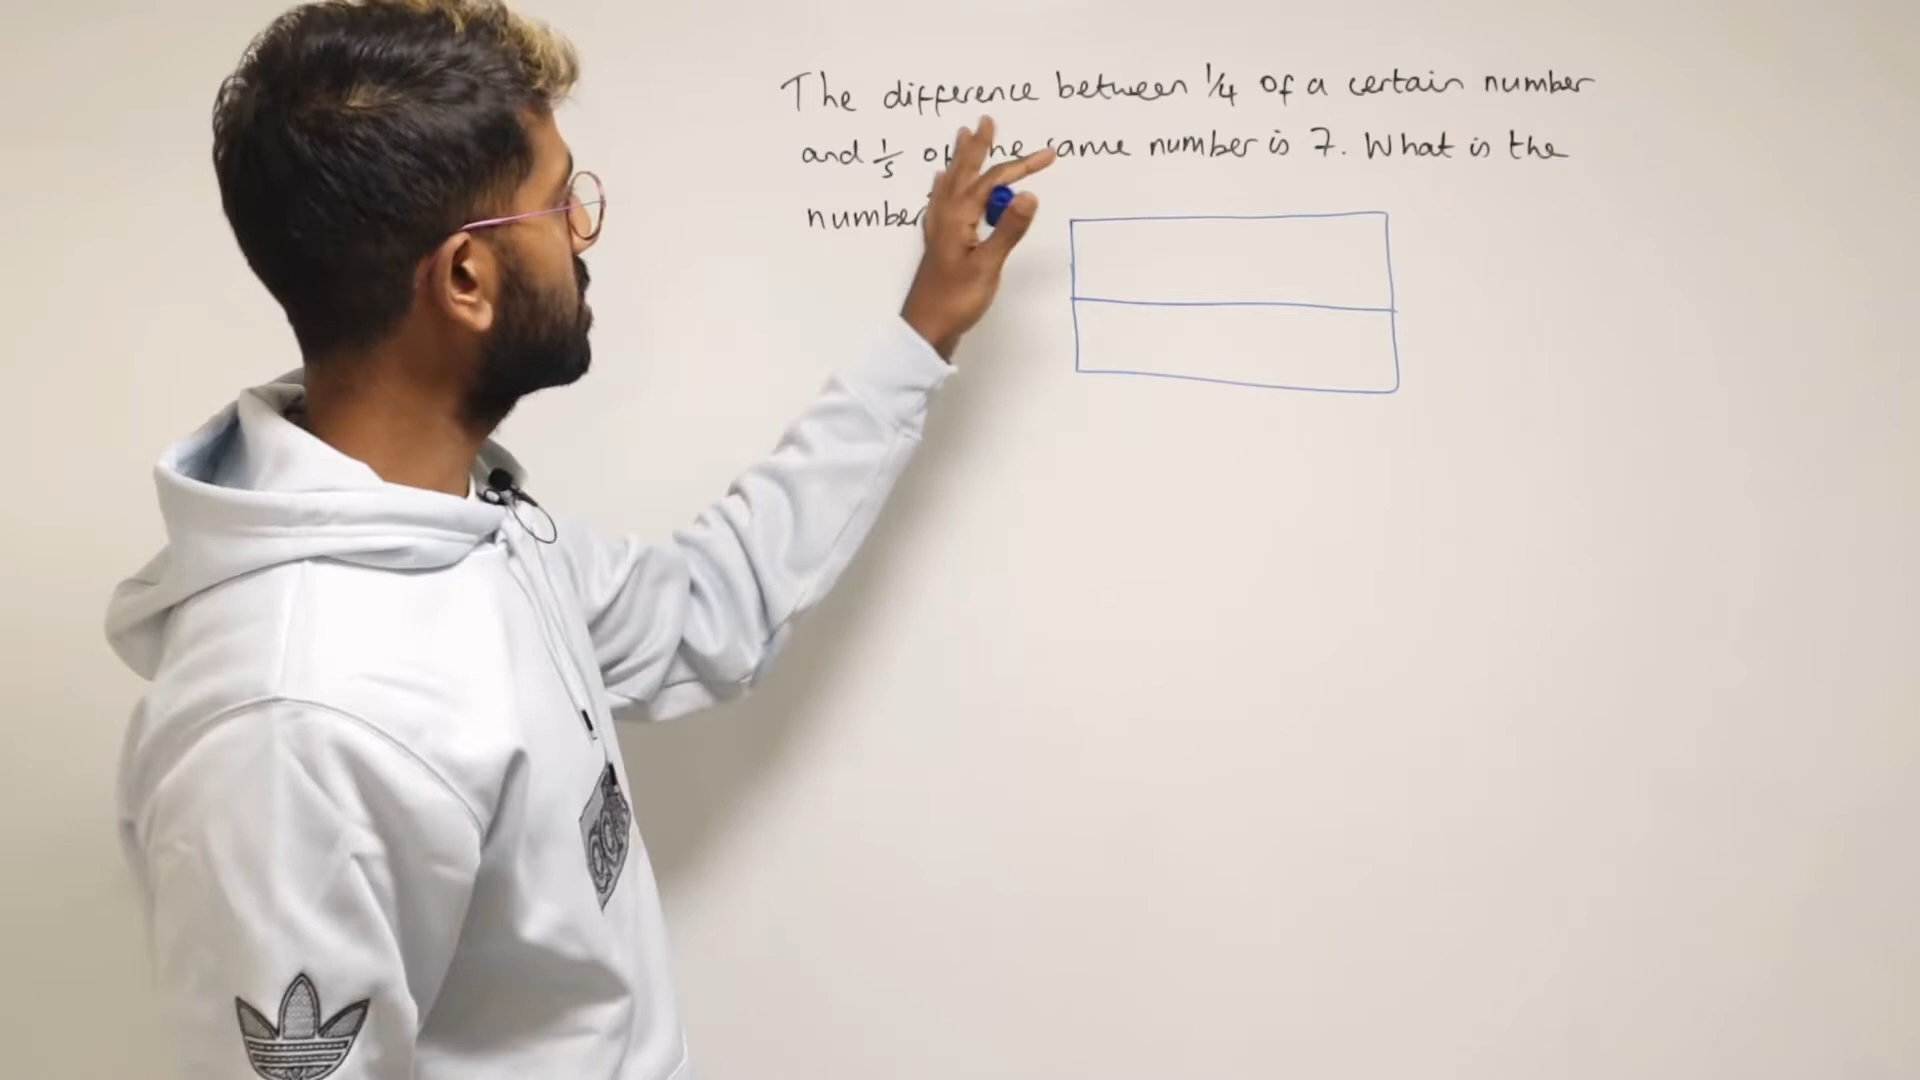 The difference between 1/4 of a certain number
and 1/5 same number is 7. What is the
number